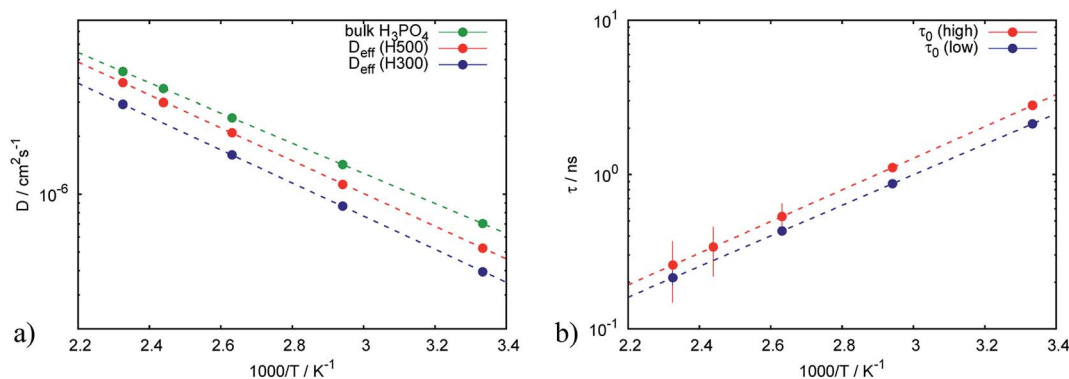 bulk H₃PO₄
D_eff (H500)
D_eff (H300)
D / cm²s⁻¹
10⁻⁶
2.2 2.4 2.6 2.8 3 3.2 3.4
1000/T / K⁻¹
a)
τ₀ (high)
τ₀ (low)
τ / ns
10¹
10⁰
10⁻¹
2.2 2.4 2.6 2.8 3 3.2 3.4
1000/T / K⁻¹
b)